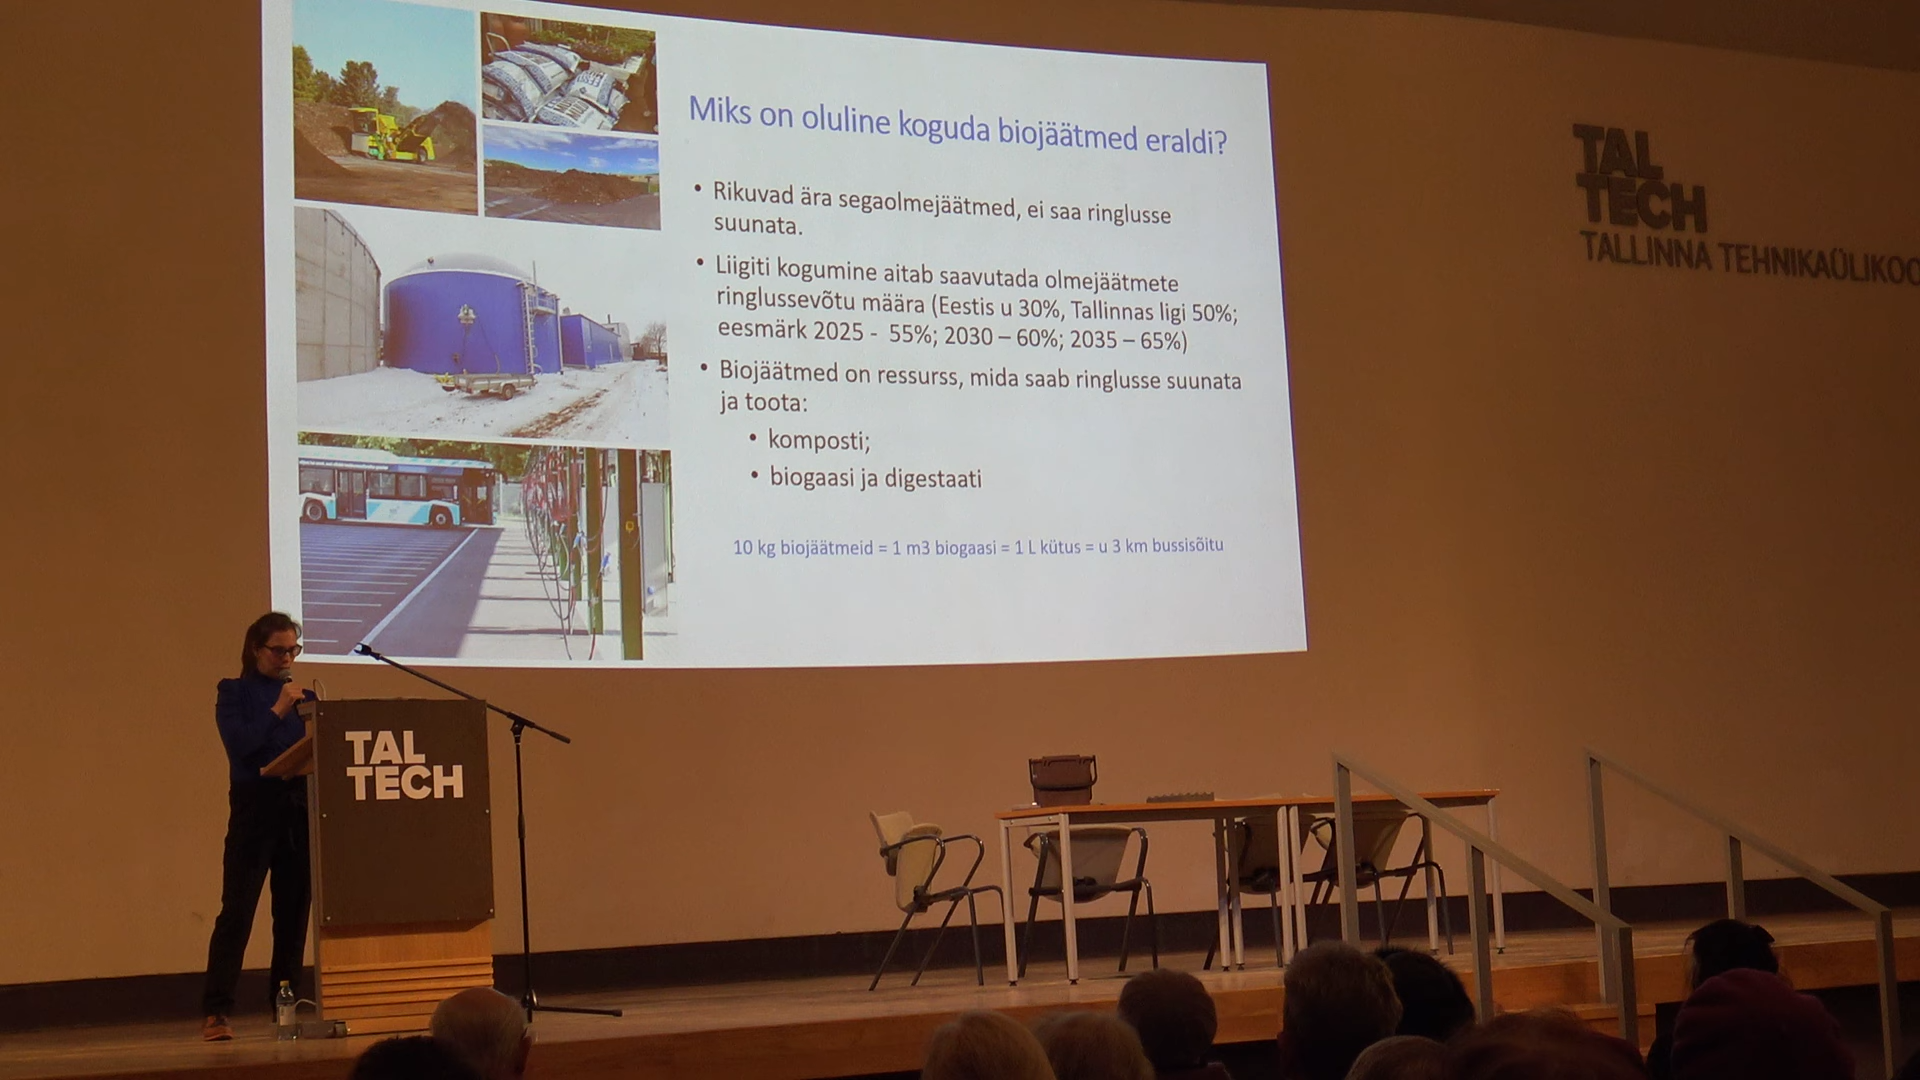 Miks on oluline koguda biojäätmed eraldi?
• Rikuvad ära segaolmejäätmed, ei saa ringlusse
suunata.
• Liigiti kogumine aitab saavutada olmejäätmete
ringlussevõtu määra (Eestis u 30%, Tallinnas ligi 50%;
eesmärk 2025 - 55%; 2030 – 60%; 2035 – 65%)
• Biojäätmed on ressurss, mida saab ringlusse suunata
ja toota:
• komposti;
• biogaasi ja digestaati
10 kg biojäätmeid = 1 m3 biogaasi = 1 L kütus = u 3 km bussisõitu
TAL
TECH
TALLINNA TEHNIKAÜLIKOO
TAL
TECH